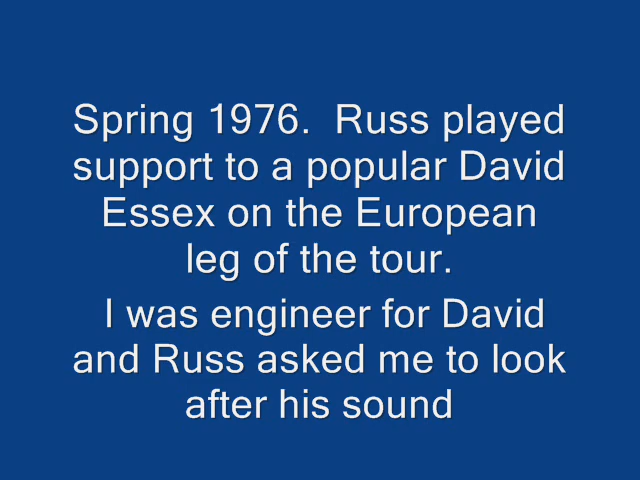 Spring 1976.  Russ played
support to a popular David
Essex on the European
leg of the tour.
I was engineer for David
and Russ asked me to look
after his sound